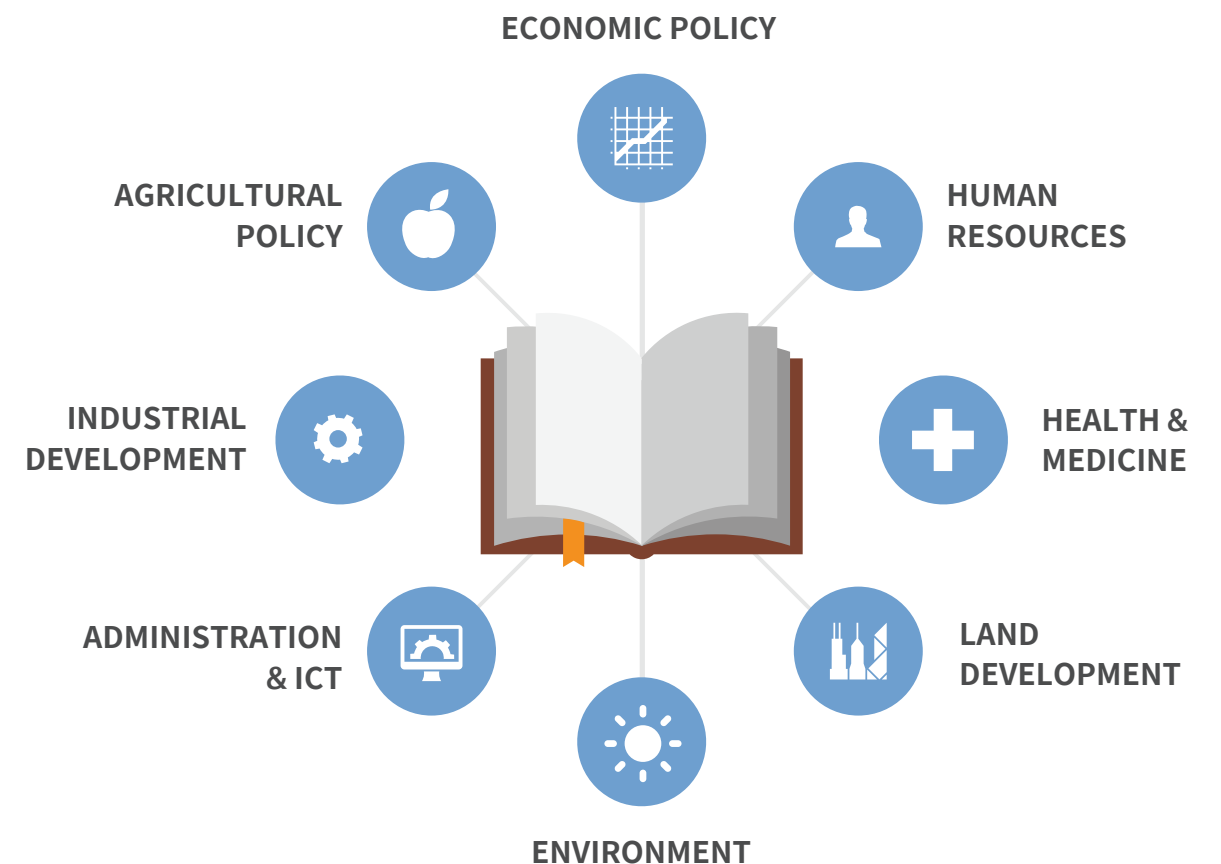 ECONOMIC POLICY
AGRICULTURAL
POLICY
HUMAN
RESOURCES
INDUSTRIAL
DEVELOPMENT
HEALTH &
MEDICINE
ADMINISTRATION
& ICT
LAND
DEVELOPMENT
ENVIRONMENT